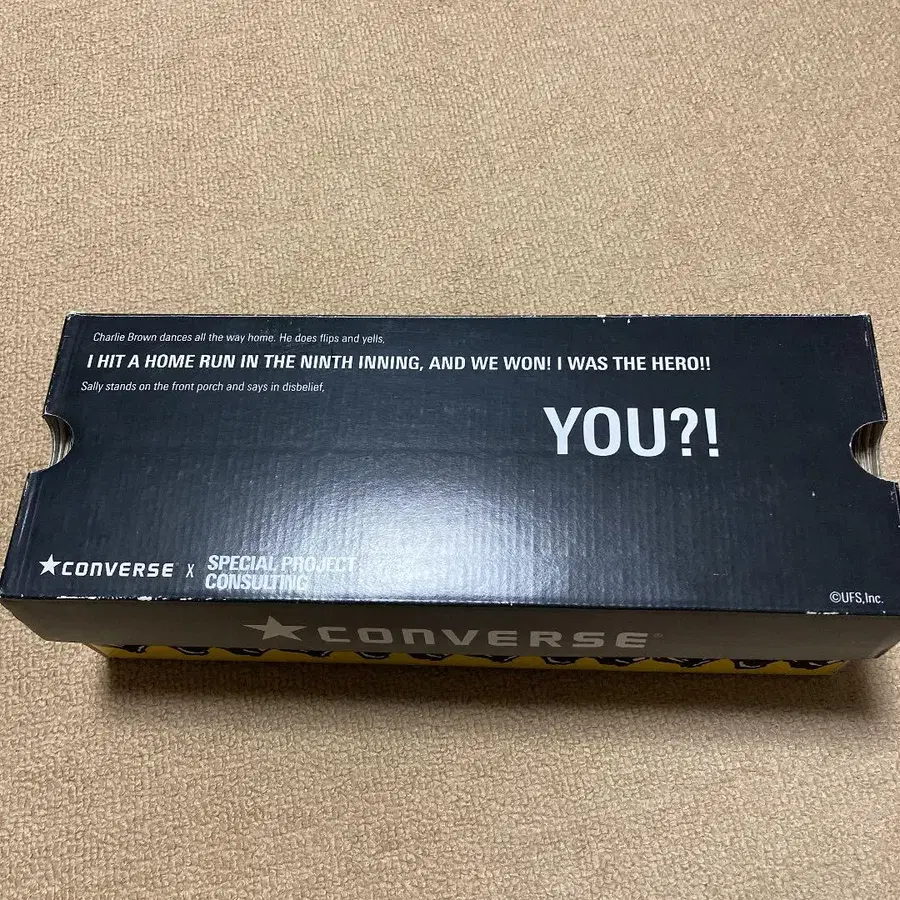 Charlie Brown dances all the way home. He does flips and yells,
I HIT A HOME RUN IN THE NINTH INNING, AND WE WON! I WAS THE HERO!!
Sally stands on the front porch and says in disbelief,
YOU?!
CONVERSE X SPECIAL PROJECT
CONSULTING
©UFS,Inc.
CONVERSE®